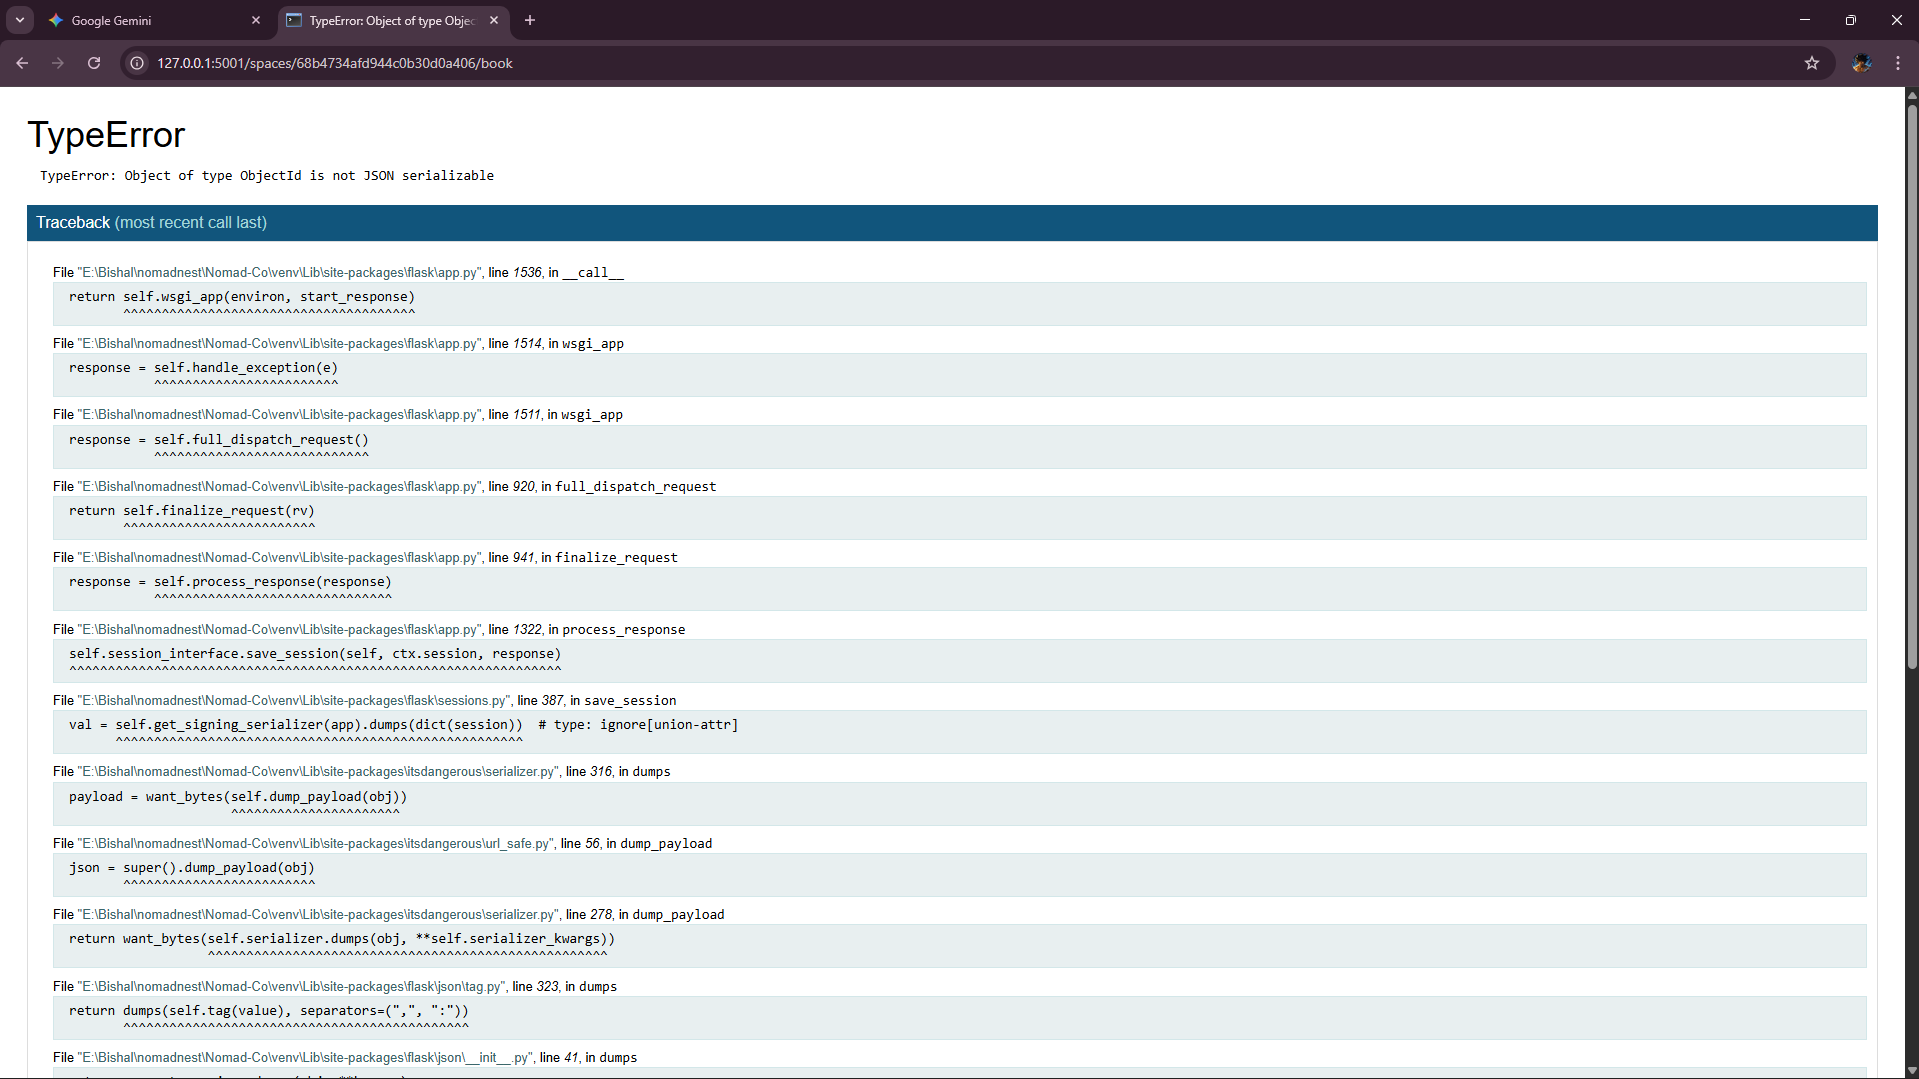 Google Gemini
TypeError: Object of type Objec
127.0.0.1:5001/spaces/68b4734afd944c0b30d0a406/book
TypeError
TypeError: Object of type ObjectId is not JSON serializable
Traceback (most recent call last)
File "E:\Bishal\nomadnest\Nomad-Co\venv\Lib\site-packages\flask\app.py", line 1536, in __call__
return self.wsgi_app(environ, start_response)
^^^^^^^^^^^^^^^^^^^^^^^^^^^^^^^^^^^^^^
File "E:\Bishal\nomadnest\Nomad-Co\venv\Lib\site-packages\flask\app.py", line 1514, in wsgi_app
response = self.handle_exception(e)
^^^^^^^^^^^^^^^^^^^^^^^^
File "E:\Bishal\nomadnest\Nomad-Co\venv\Lib\site-packages\flask\app.py", line 1511, in wsgi_app
response = self.full_dispatch_request()
^^^^^^^^^^^^^^^^^^^^^^^^^^^^
File "E:\Bishal\nomadnest\Nomad-Co\venv\Lib\site-packages\flask\app.py", line 920, in full_dispatch_request
return self.finalize_request(rv)
^^^^^^^^^^^^^^^^^^^^^^^^^
File "E:\Bishal\nomadnest\Nomad-Co\venv\Lib\site-packages\flask\app.py", line 941, in finalize_request
response = self.process_response(response)
^^^^^^^^^^^^^^^^^^^^^^^^^^^^^^^
File "E:\Bishal\nomadnest\Nomad-Co\venv\Lib\site-packages\flask\app.py", line 1322, in process_response
self.session_interface.save_session(self, ctx.session, response)
^^^^^^^^^^^^^^^^^^^^^^^^^^^^^^^^^^^^^^^^^^^^^^^^^^^^^^^^^^^^^^^^
File "E:\Bishal\nomadnest\Nomad-Co\venv\Lib\site-packages\flask\sessions.py", line 387, in save_session
val = self.get_signing_serializer(app).dumps(dict(session))  # type: ignore[union-attr]
^^^^^^^^^^^^^^^^^^^^^^^^^^^^^^^^^^^^^^^^^^^^^^^^^^^^^
File "E:\Bishal\nomadnest\Nomad-Co\venv\Lib\site-packages\itsdangerous\serializer.py", line 316, in dumps
payload = want_bytes(self.dump_payload(obj))
^^^^^^^^^^^^^^^^^^^^^^
File "E:\Bishal\nomadnest\Nomad-Co\venv\Lib\site-packages\itsdangerous\url_safe.py", line 56, in dump_payload
json = super().dump_payload(obj)
^^^^^^^^^^^^^^^^^^^^^^^^^
File "E:\Bishal\nomadnest\Nomad-Co\venv\Lib\site-packages\itsdangerous\serializer.py", line 278, in dump_payload
return want_bytes(self.serializer.dumps(obj, **self.serializer_kwargs))
^^^^^^^^^^^^^^^^^^^^^^^^^^^^^^^^^^^^^^^^^^^^^^^^^^^^
File "E:\Bishal\nomadnest\Nomad-Co\venv\Lib\site-packages\flask\json\tag.py", line 323, in dumps
return dumps(self.tag(value), separators=(",", ":"))
^^^^^^^^^^^^^^^^^^^^^^^^^^^^^^^^^^^^^^^^^^^^^
File "E:\Bishal\nomadnest\Nomad-Co\venv\Lib\site-packages\flask\json\__init__.py", line 41, in dumps